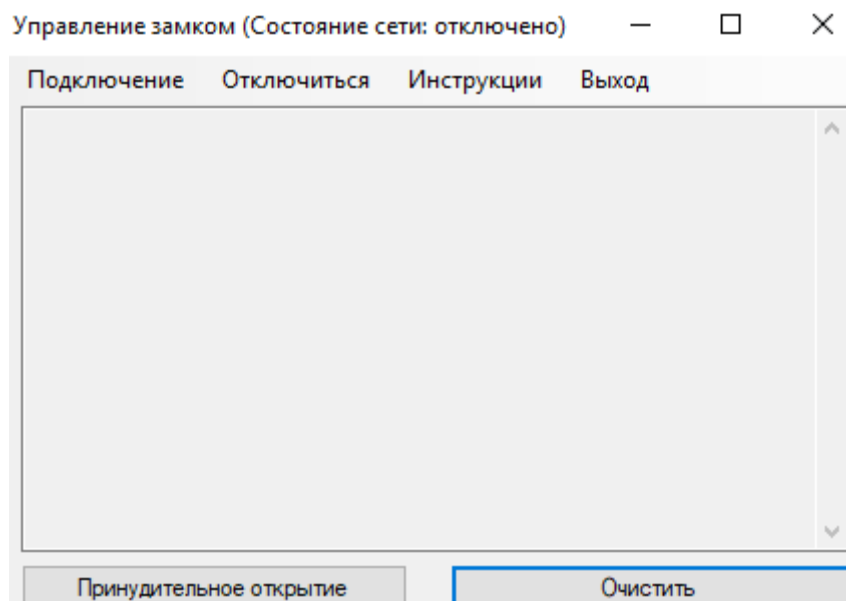 Управление замком (Состояние сети: отключено)
Подключение Отключиться Инструкции Выход
Принудительное открытие Очистить